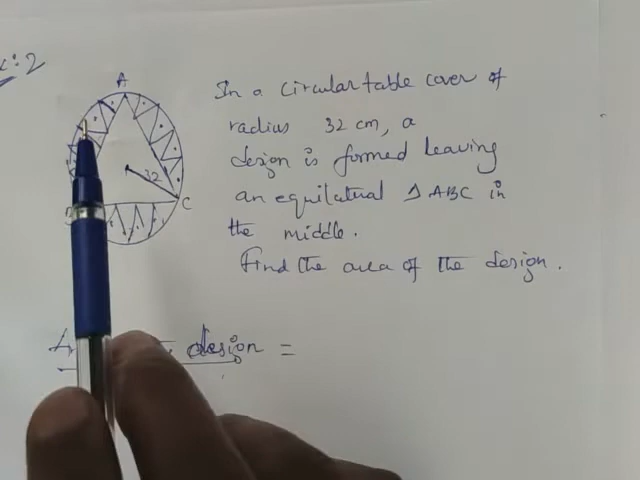 : 2
A
32
C
In a circular table cover of
radius 32 cm, a
design is formed leaving
an equilatual Δ ABC in
the middle.
Find the area of the design.
design =